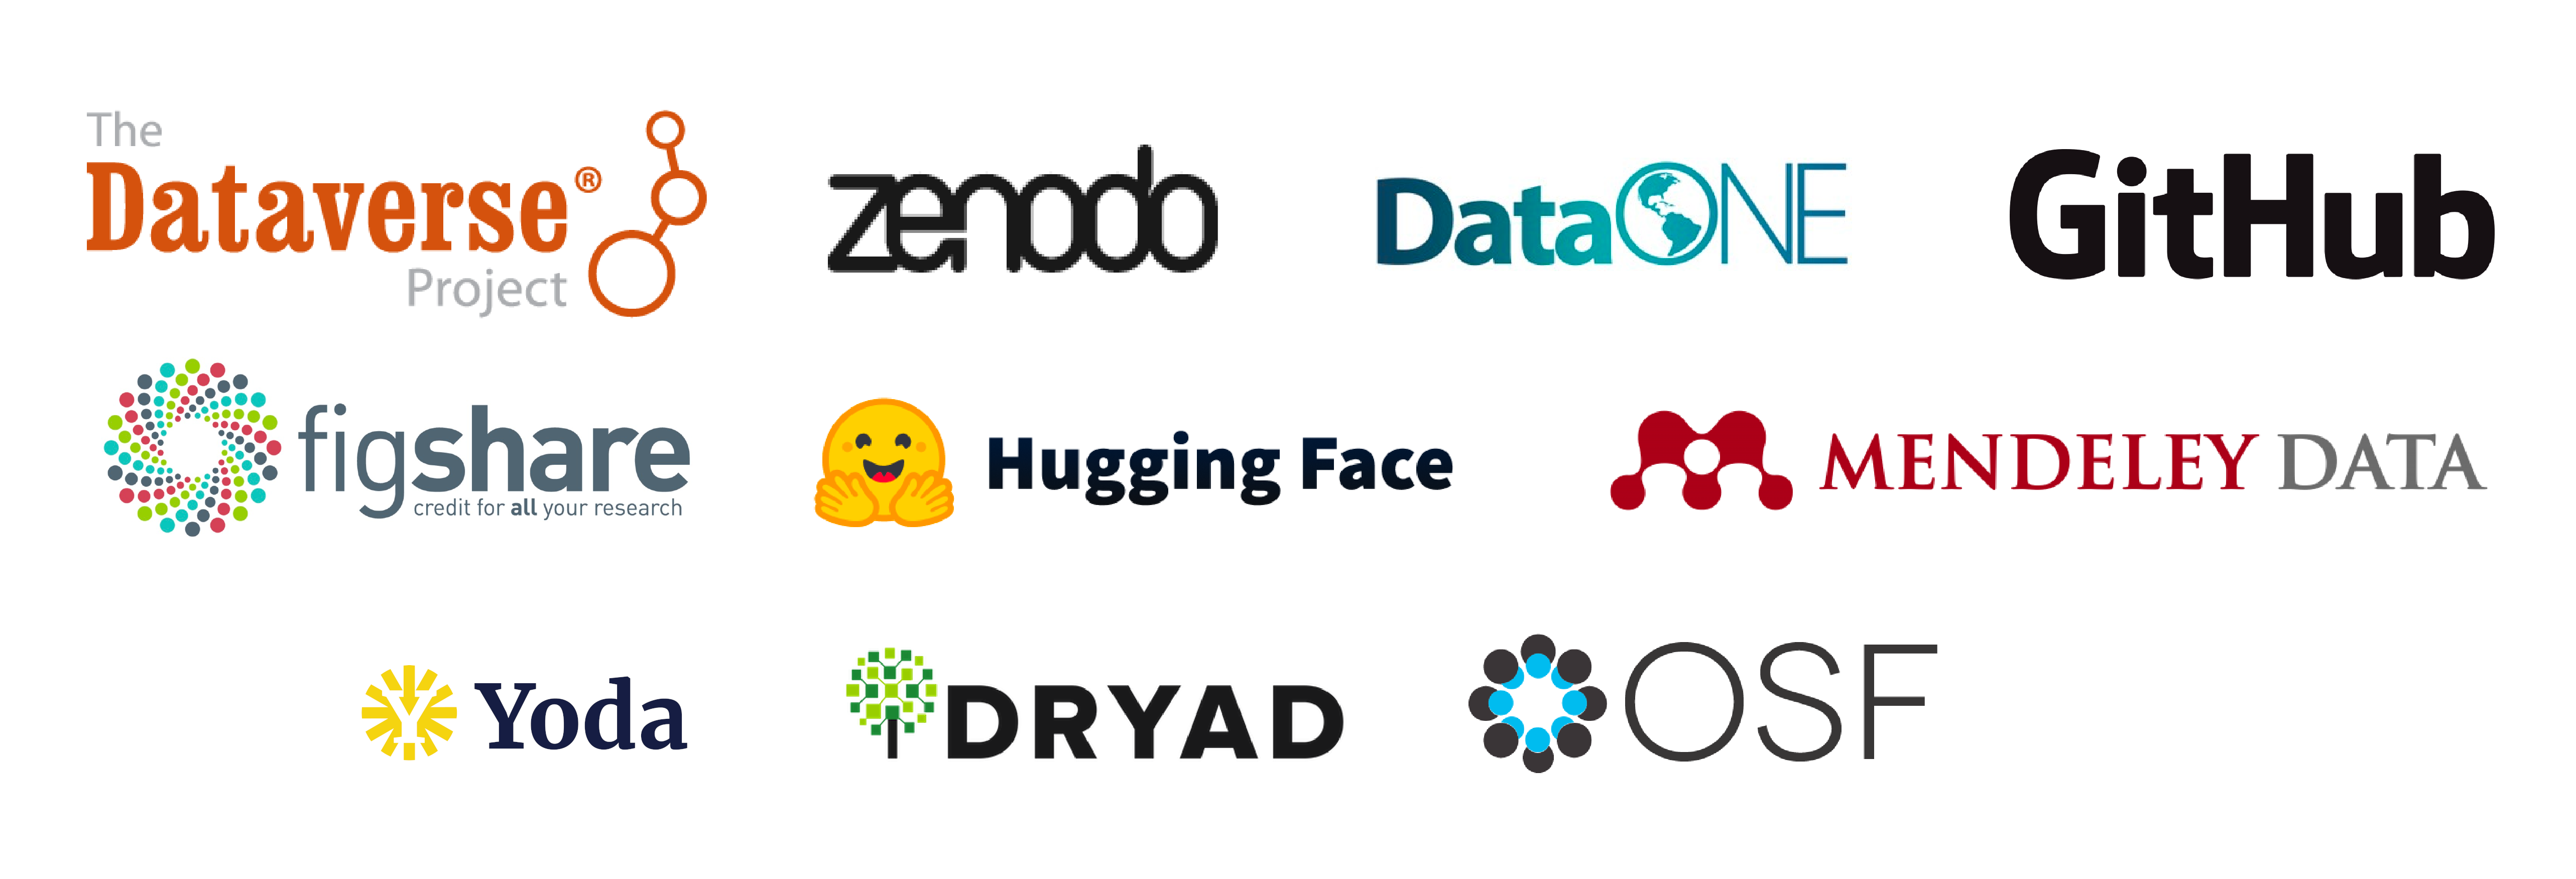 The
Dataverse®
Project
zenodo
DataONE
GitHub
figshare
credit for all your research
Hugging Face
MENDELEY DATA
Yoda
DRYAD
OSF